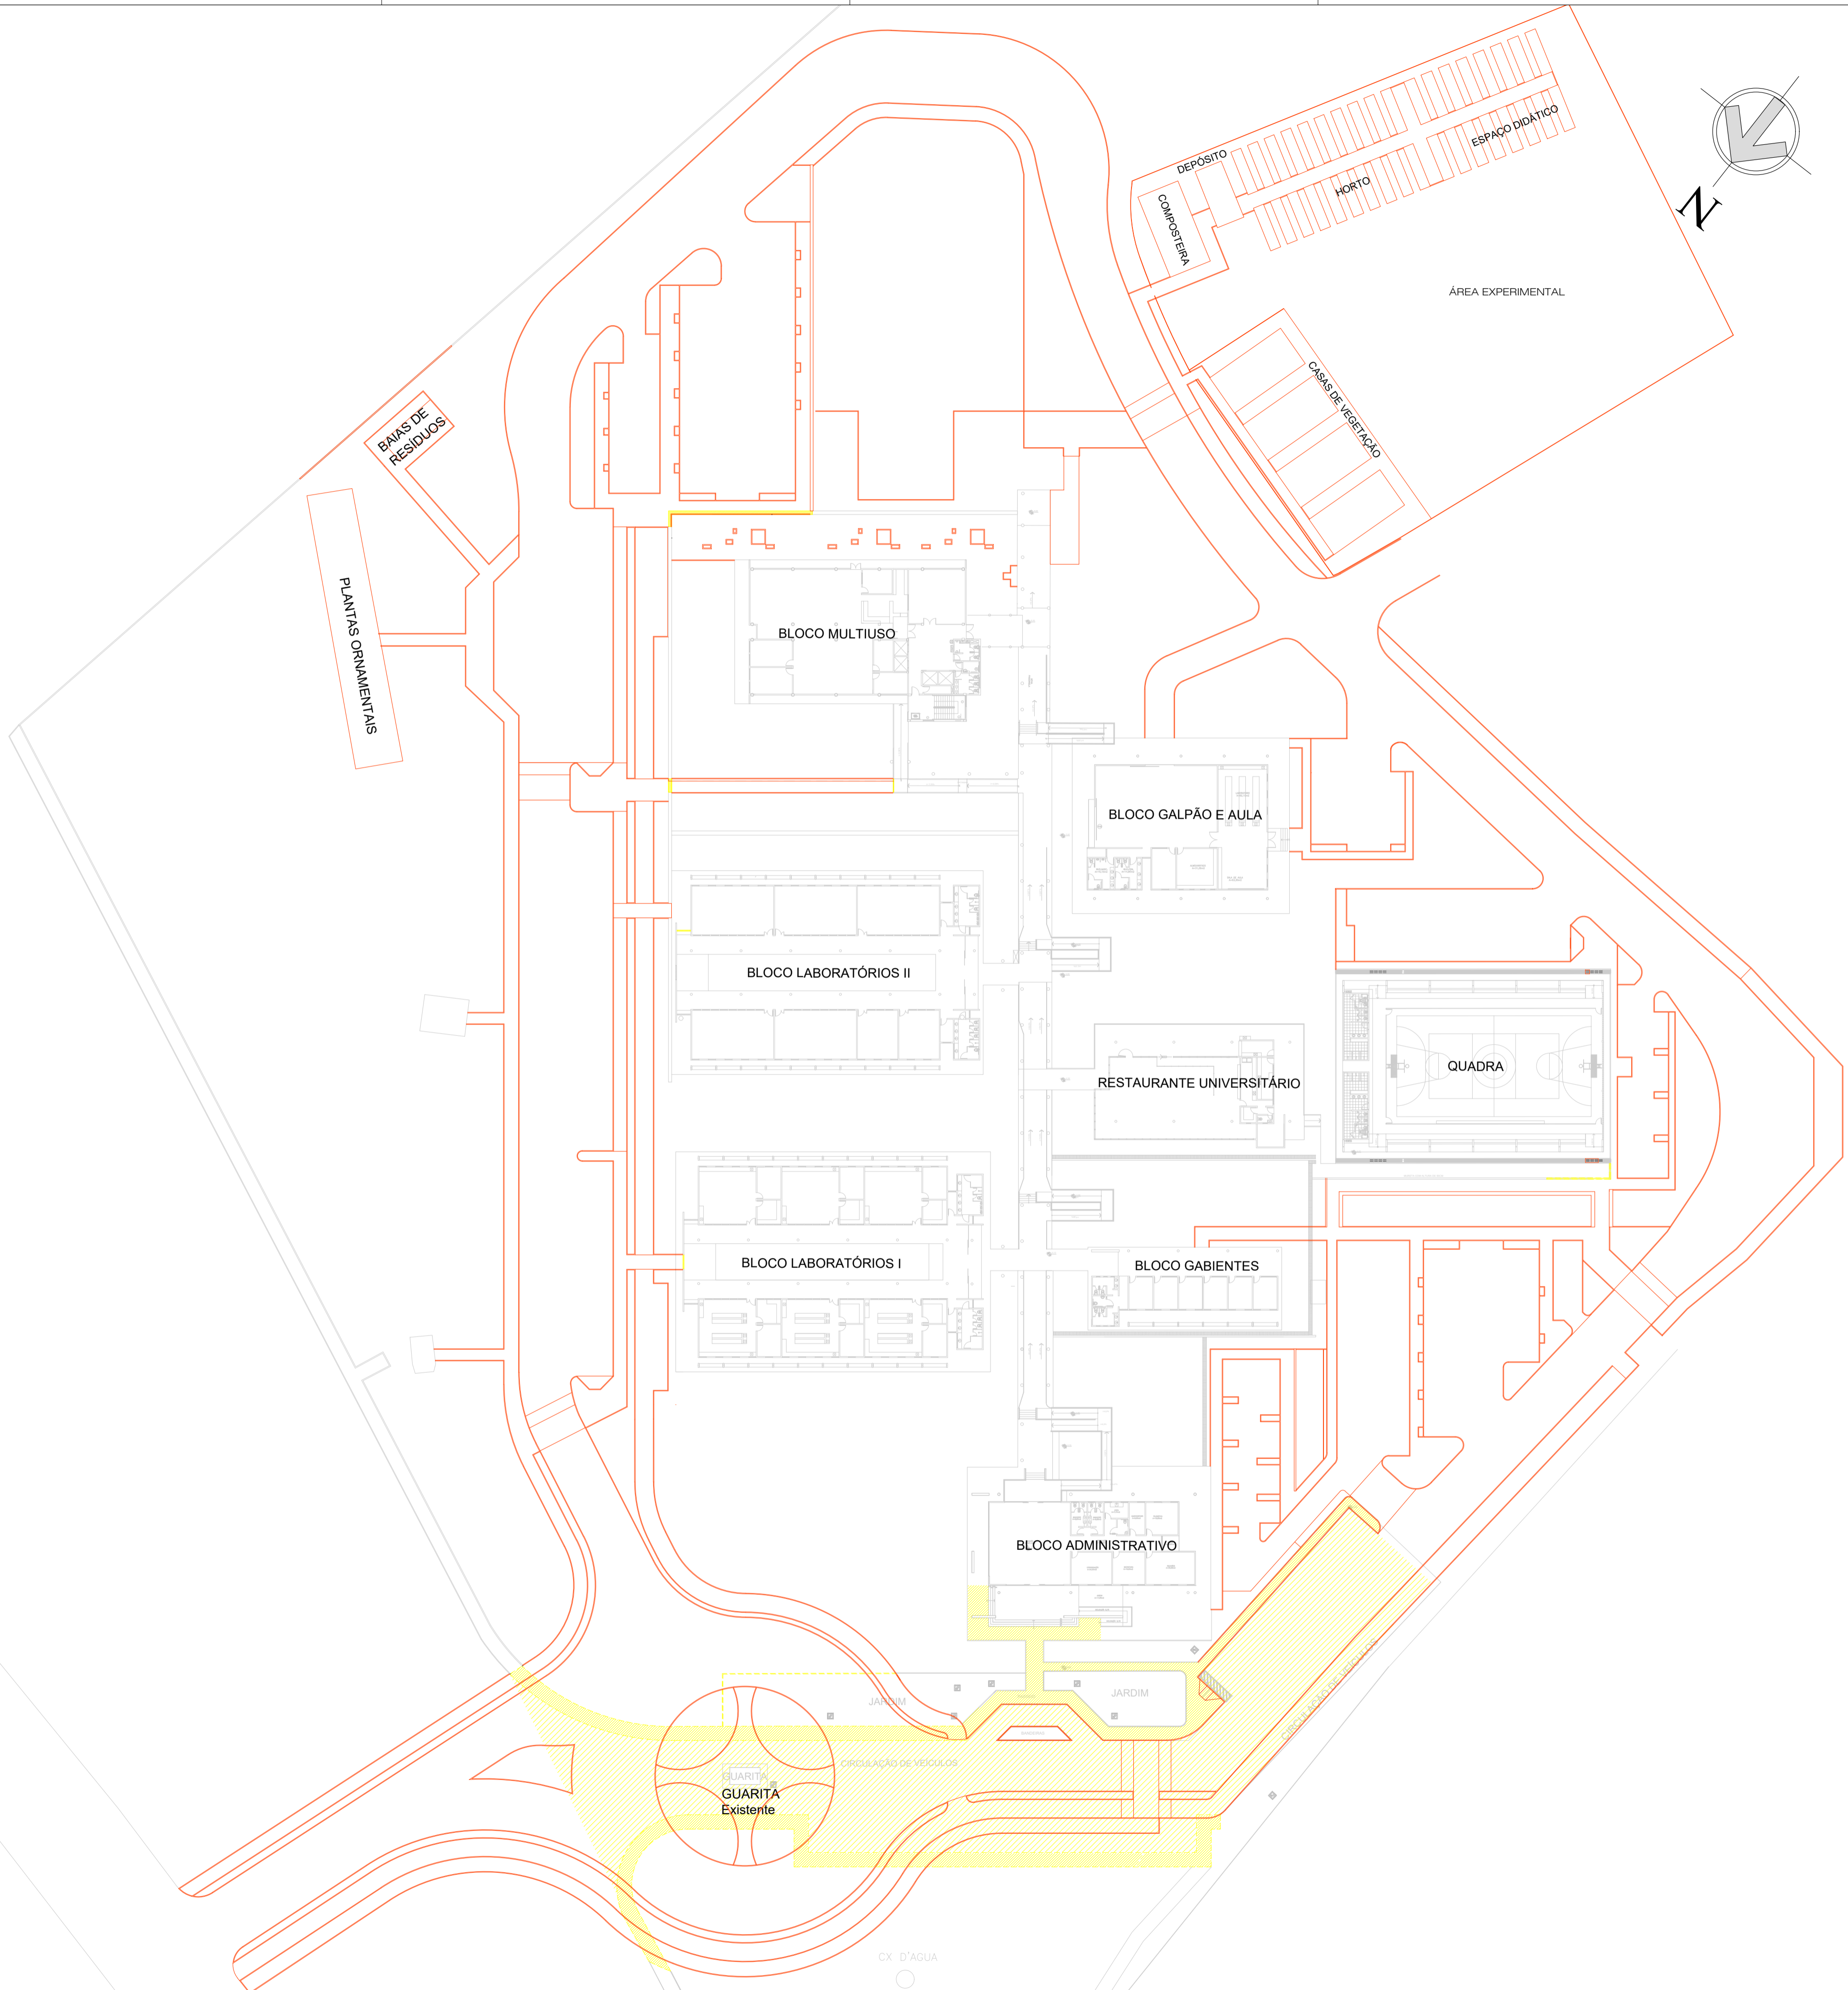 DEPÓSITO
ESPAÇO DIDÁTICO
HORTO
COMPOSTEIRA
N
ÁREA EXPERIMENTAL
CASAS DE VEGETAÇÃO
BAIAS DE
RESÍDUOS
PLANTAS ORNAMENTAIS
BLOCO MULTIUSO
BLOCO GALPÃO E AULA
BLOCO LABORATÓRIOS II
RESTAURANTE UNIVERSITÁRIO
QUADRA
BLOCO LABORATÓRIOS I
BLOCO GABIENTES
BLOCO ADMINISTRATIVO
JARDIM
JARDIM
CIRCULAÇÃO DE VEÍCULOS
CIRCULAÇÃO DE VEÍCULOS
GUARITA
GUARITA
Existente
CX. D'AGUA